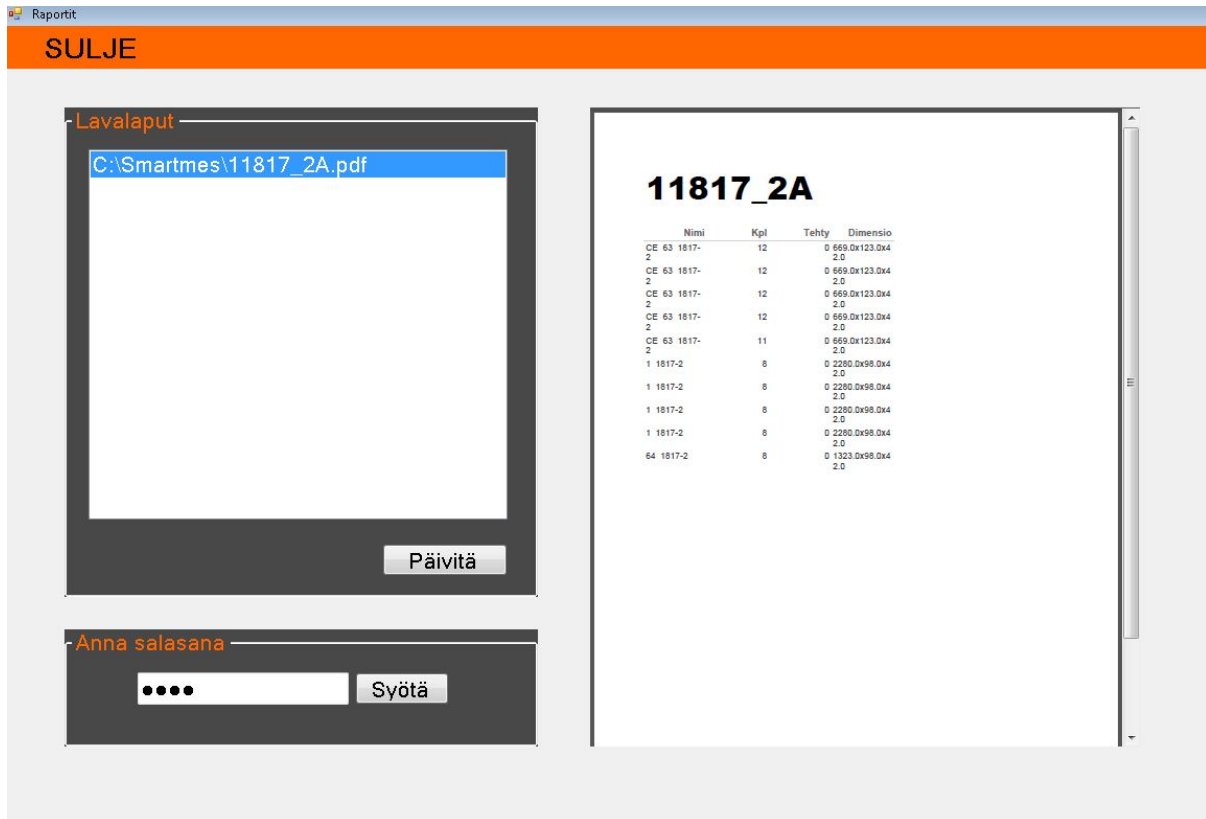 Raportit
SULJE
Lavalaput
C:\Smartmes\11817_2A.pdf
Päivitä
Anna salasana
●●●● Syötä
11817_2A
Nimi Kpl Tehty Dimensio
CE 63 1817- 12 0 669.0x123.0x4
2 2.0
CE 63 1817- 12 0 669.0x123.0x4
2 2.0
CE 63 1817- 12 0 669.0x123.0x4
2 2.0
CE 63 1817- 12 0 669.0x123.0x4
2 2.0
CE 63 1817- 11 0 669.0x123.0x4
2 2.0
1 1817-2 8 0 2280.0x98.0x4
2.0
1 1817-2 8 0 2280.0x98.0x4
2.0
1 1817-2 8 0 2280.0x98.0x4
2.0
1 1817-2 8 0 2280.0x98.0x4
2.0
64 1817-2 8 0 1323.0x98.0x4
2.0